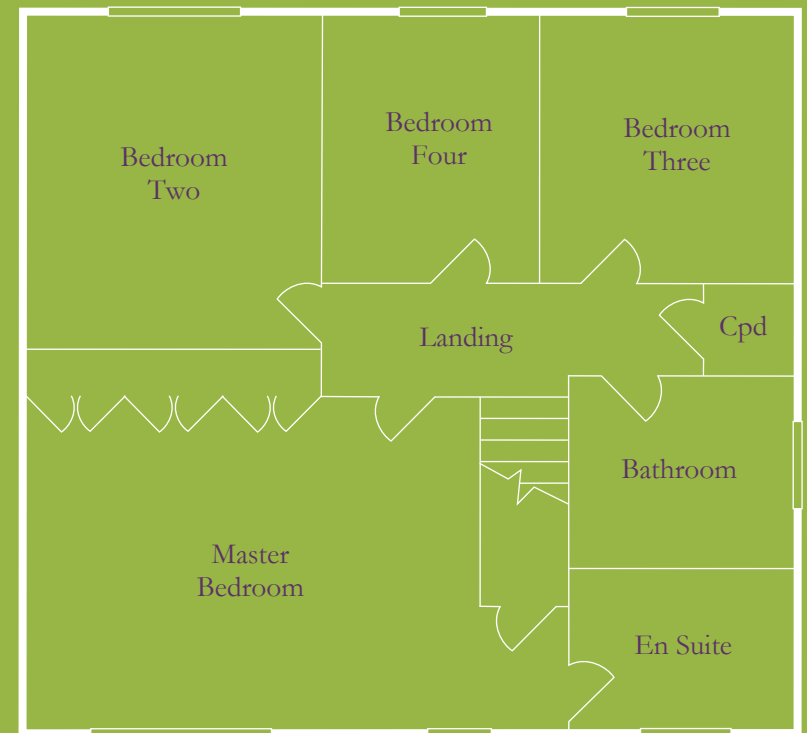 Bedroom
Two
Bedroom
Four
Bedroom
Three
Landing
Cpd
Bathroom
Master
Bedroom
En Suite